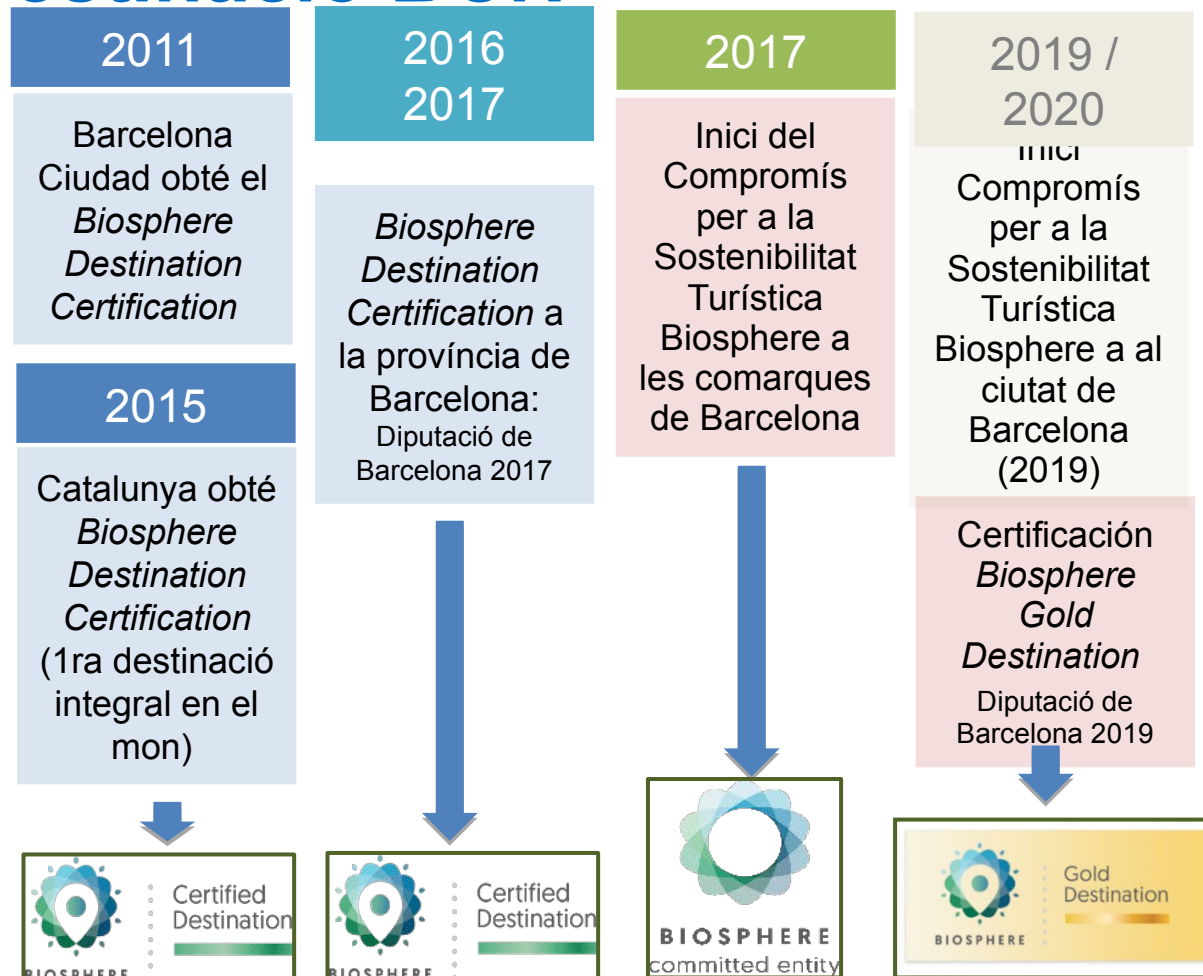 2011
Barcelona
Ciudad obté el
Biosphere
Destination
Certification
2015
Catalunya obté
Biosphere
Destination
Certification
(1ra destinació
integral en el
mon)
Certified
Destination
BIOSPHERE
2016
2017
Biosphere
Destination
Certification a
la província de
Barcelona:
Diputació de
Barcelona 2017
Certified
Destination
BIOSPHERE
2017
Inici del
Compromís
per a la
Sostenibilitat
Turística
Biosphere a
les comarques
de Barcelona
BIOSPHERE
committed entity
2019 /
2020
Inici
Compromís
per a la
Sostenibilitat
Turística
Biosphere a al
ciutat de
Barcelona
(2019)
Certificación
Biosphere
Gold
Destination
Diputació de
Barcelona 2019
Gold
Destination
BIOSPHERE